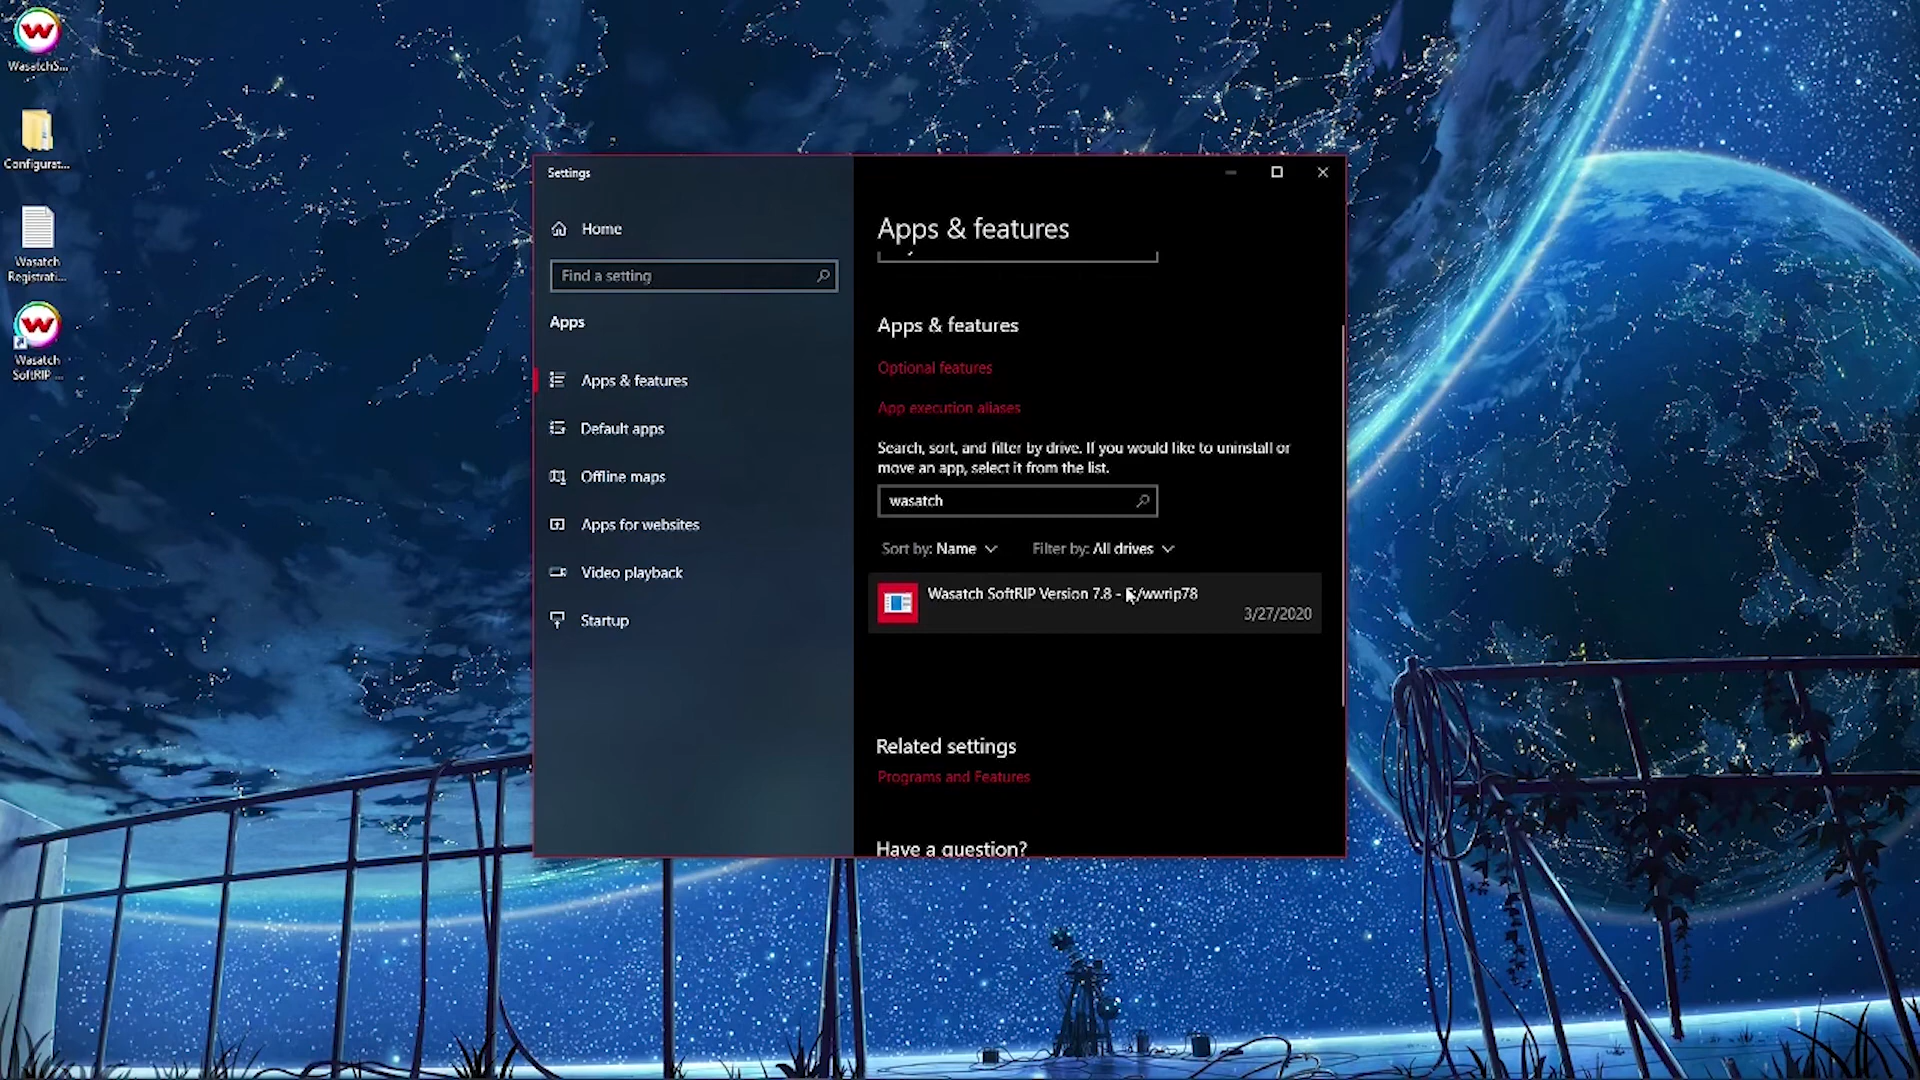 WasatchS...
Configurat...
Wasatch
Registrati...
Wasatch
SoftRIP ...
Settings
Home
Find a setting
Apps
Apps & features
Default apps
Offline maps
Apps for websites
Video playback
Startup
Apps & features
Apps & features
Optional features
App execution aliases
Search, sort, and filter by drive. If you would like to uninstall or
move an app, select it from the list.
wasatch
Sort by: Name
Filter by: All drives
Wasatch SoftRIP Version 7.8 - /wwrip78
3/27/2020
Related settings
Programs and Features
Have a question?